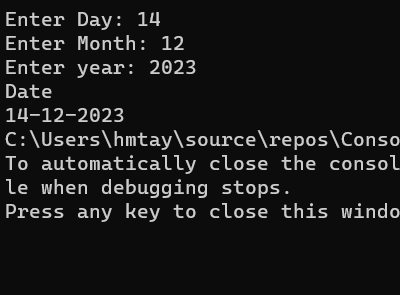 Enter Day: 14
Enter Month: 12
Enter year: 2023
Date
14-12-2023
C:\Users\hmtay\source\repos\Conso
To automatically close the consol
le when debugging stops.
Press any key to close this windo